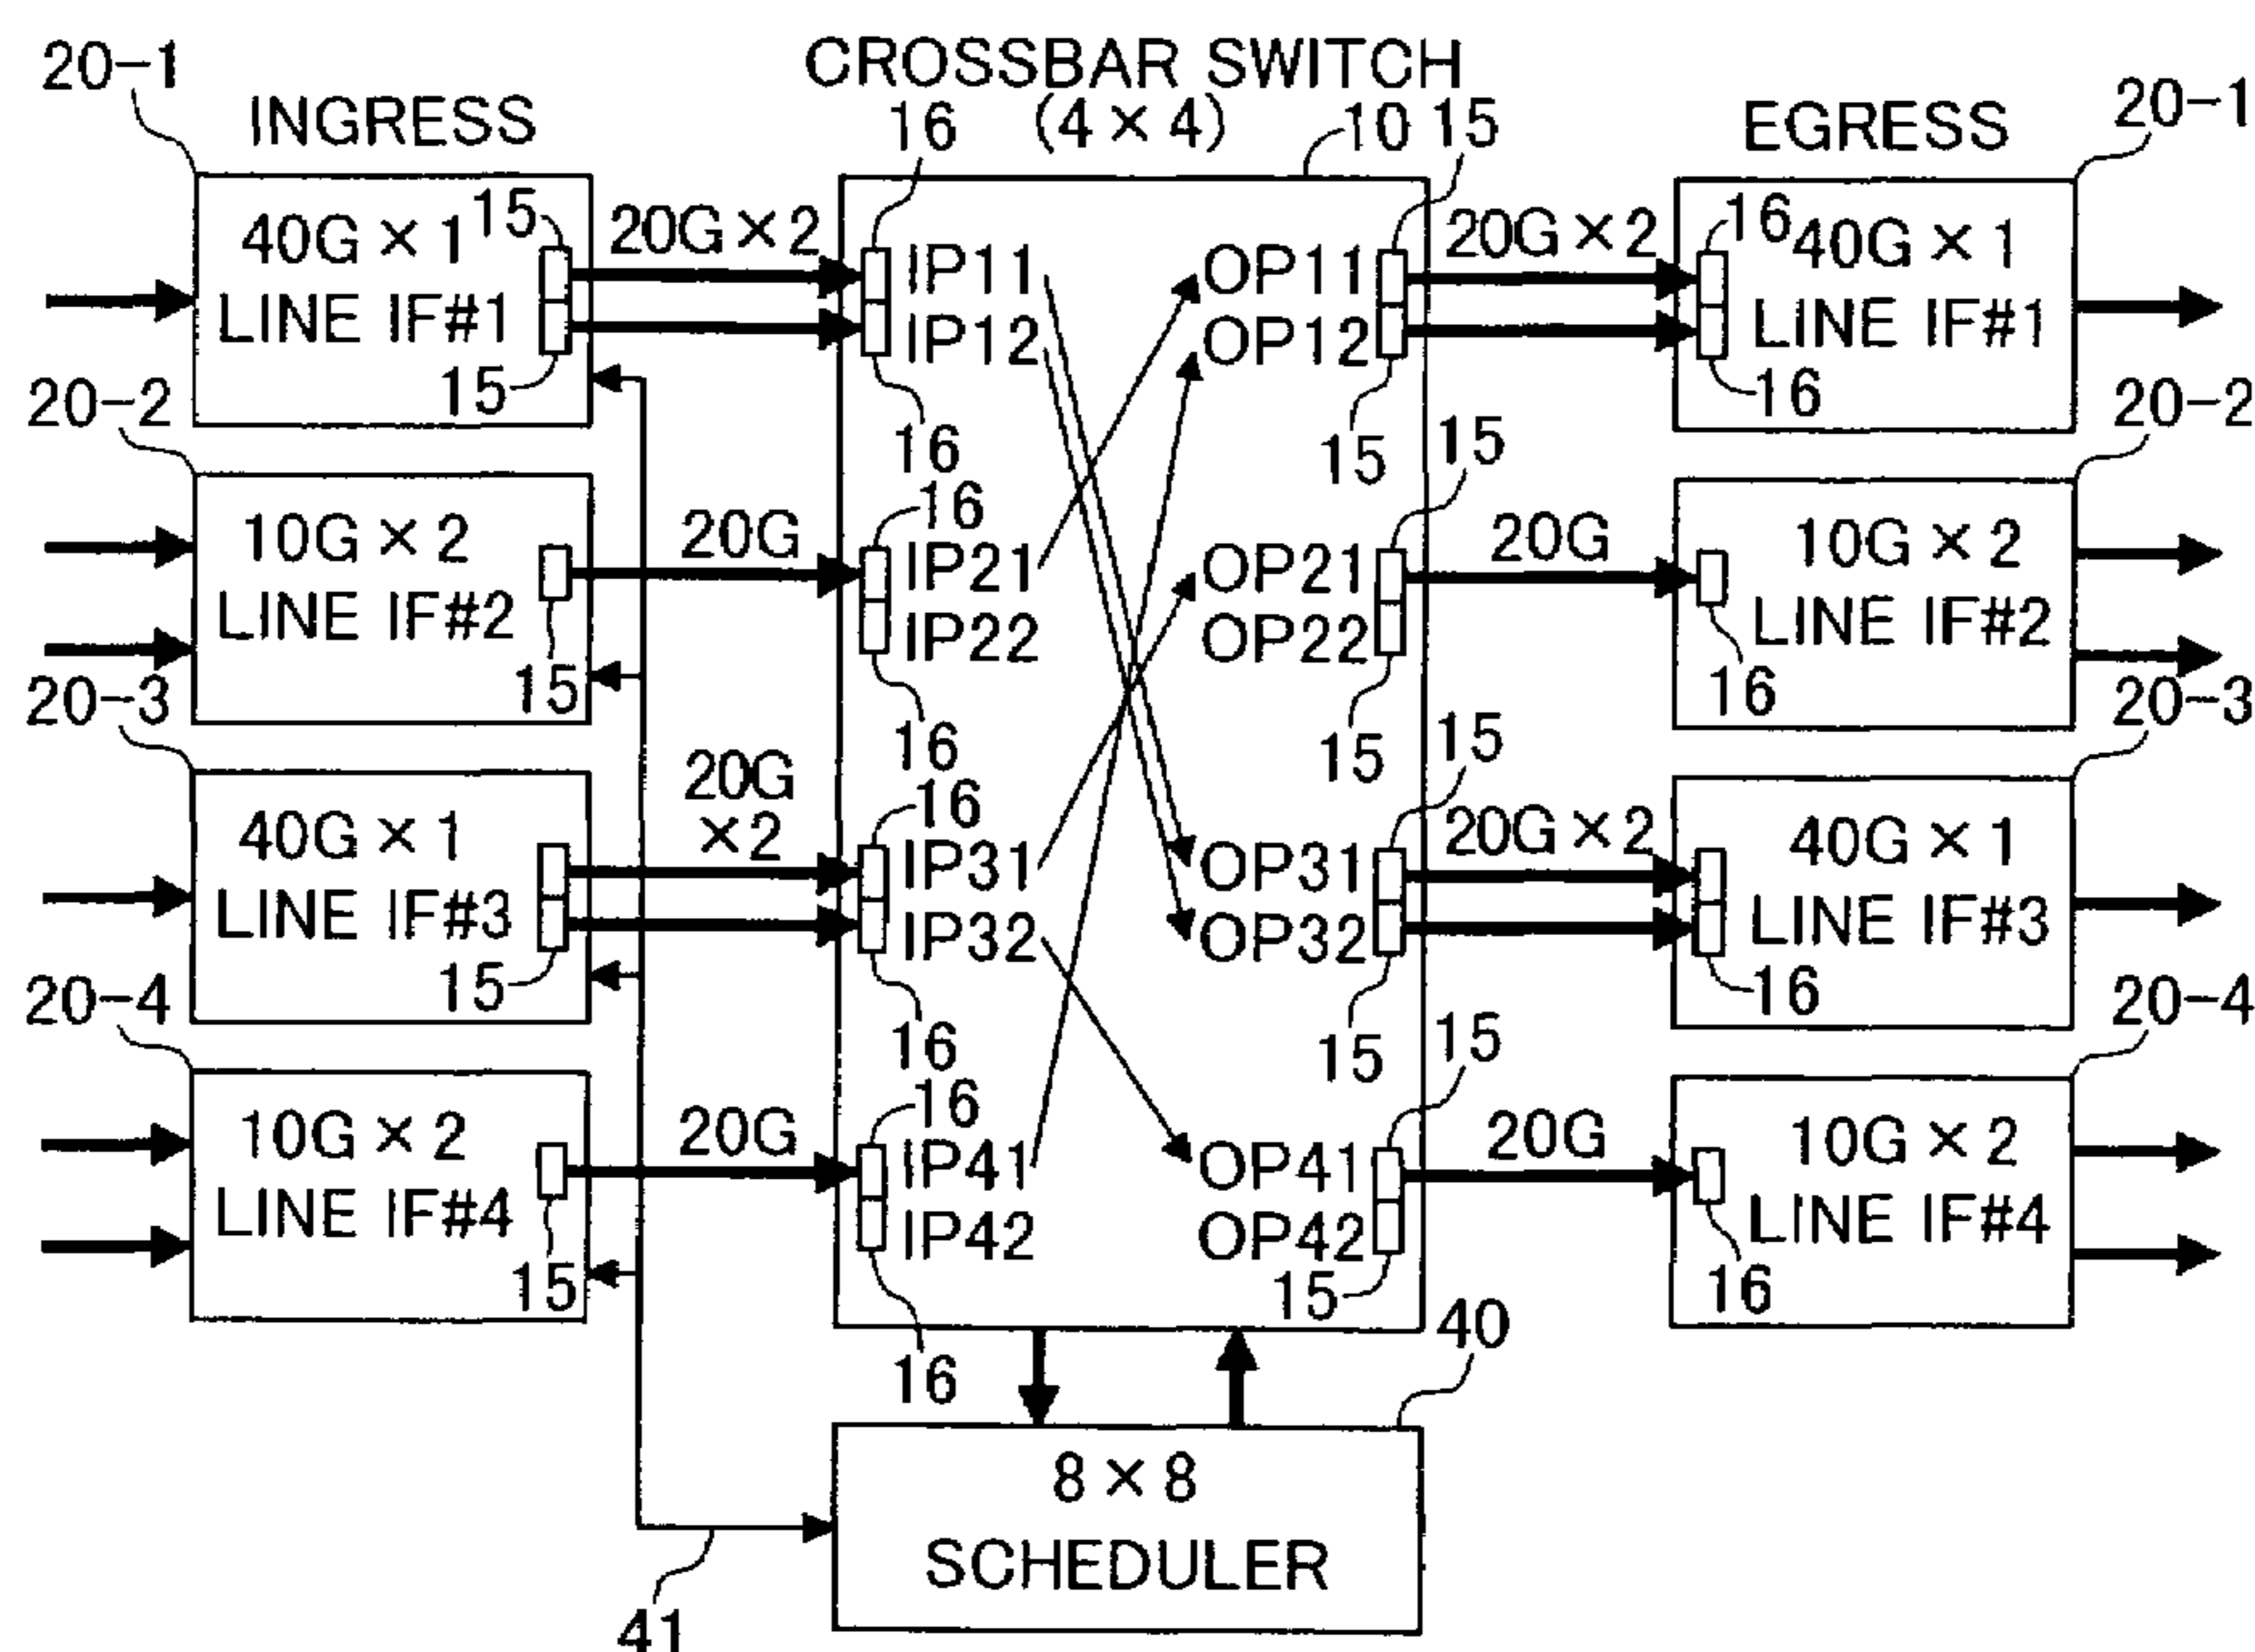 20-1
INGRESS
CROSSBAR SWITCH
(4 × 4)
16
10
15
EGRESS
20-1
40G × 1
LINE IF#1
15
15
20G × 2
IP11
IP12
16
OP11
OP12
15
20G × 2
16
40G × 1
LINE IF#1
16
20-2
20-2
10G × 2
LINE IF#2
15
20G
16
IP21
IP22
16
OP21
OP22
15
15
20G
10G × 2
LINE IF#2
16
20-3
20-3
40G × 1
LINE IF#3
15
20G
×2
16
IP31
IP32
16
OP31
OP32
15
15
20G × 2
40G × 1
LINE IF#3
16
20-4
20-4
10G × 2
LINE IF#4
15
20G
16
IP41
IP42
16
OP41
OP42
15
15
20G
10G × 2
LINE IF#4
16
40
8 × 8
SCHEDULER
41